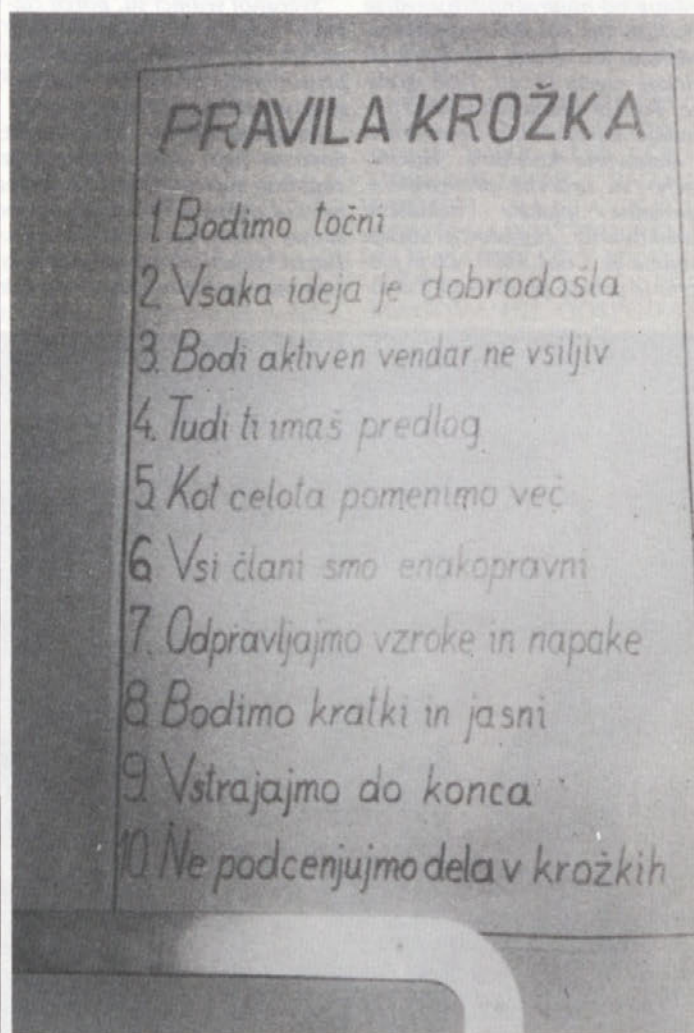 PRAVILA KROŽKA
1 Bodimo točni
2. Vsaka ideja je dobrodošla
3. Bodi aktiven vendar ne vsiljiv
4. Tudi ti imaš predlog
5 Kot celota pomenimo več
6 Vsi člani smo enakopravni
7. Odpravljajmo vzroke in napake
8 Bodimo kratki in jasni
9 Vstrajajmo do konca
10 Ne podcenjujmo dela v krožkih